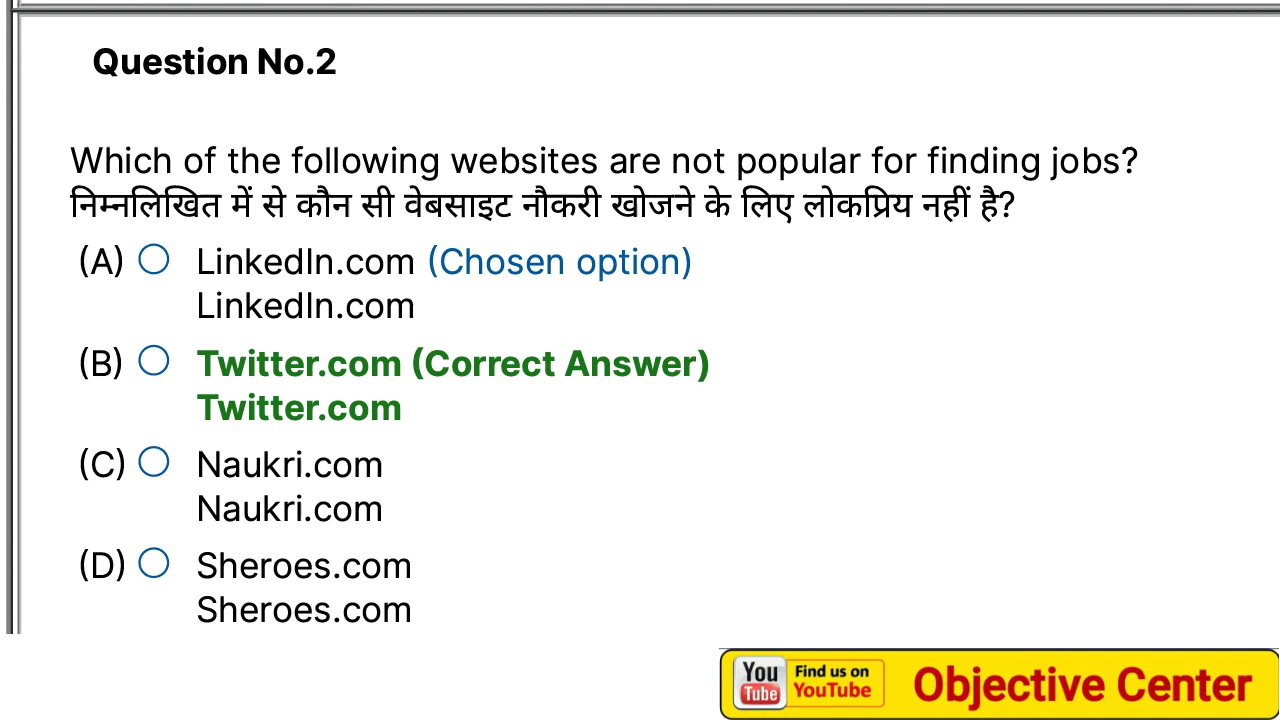 Question No.2
Which of the following websites are not popular for finding jobs?
निम्नलिखित में से कौन सी वेबसाइट नौकरी खोजने के लिए लोकप्रिय नहीं है?
(A) LinkedIn.com (Chosen option)
LinkedIn.com
(B) Twitter.com (Correct Answer)
Twitter.com
(C) Naukri.com
Naukri.com
(D) Sheroes.com
Sheroes.com
You Tube
Find us on
YouTube
Objective Center